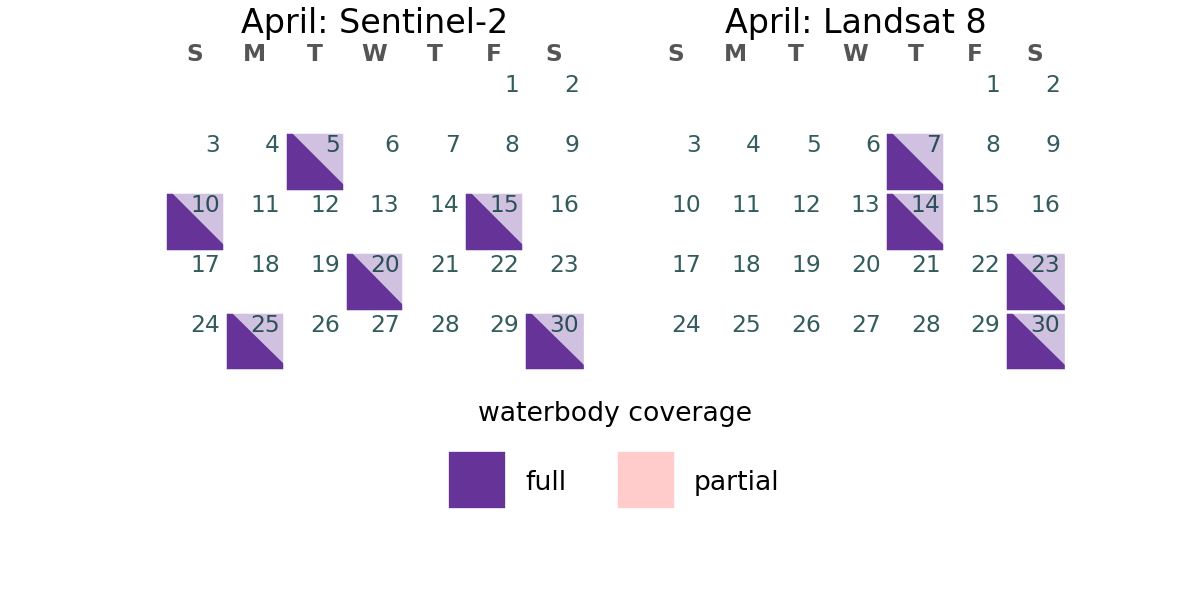 April: Sentinel-2
S M T W T F S
1 2
3 4 5 6 7 8 9
10 11 12 13 14 15 16
17 18 19 20 21 22 23
24 25 26 27 28 29 30
April: Landsat 8
S M T W T F S
1 2
3 4 5 6 7 8 9
10 11 12 13 14 15 16
17 18 19 20 21 22 23
24 25 26 27 28 29 30
waterbody coverage
full partial